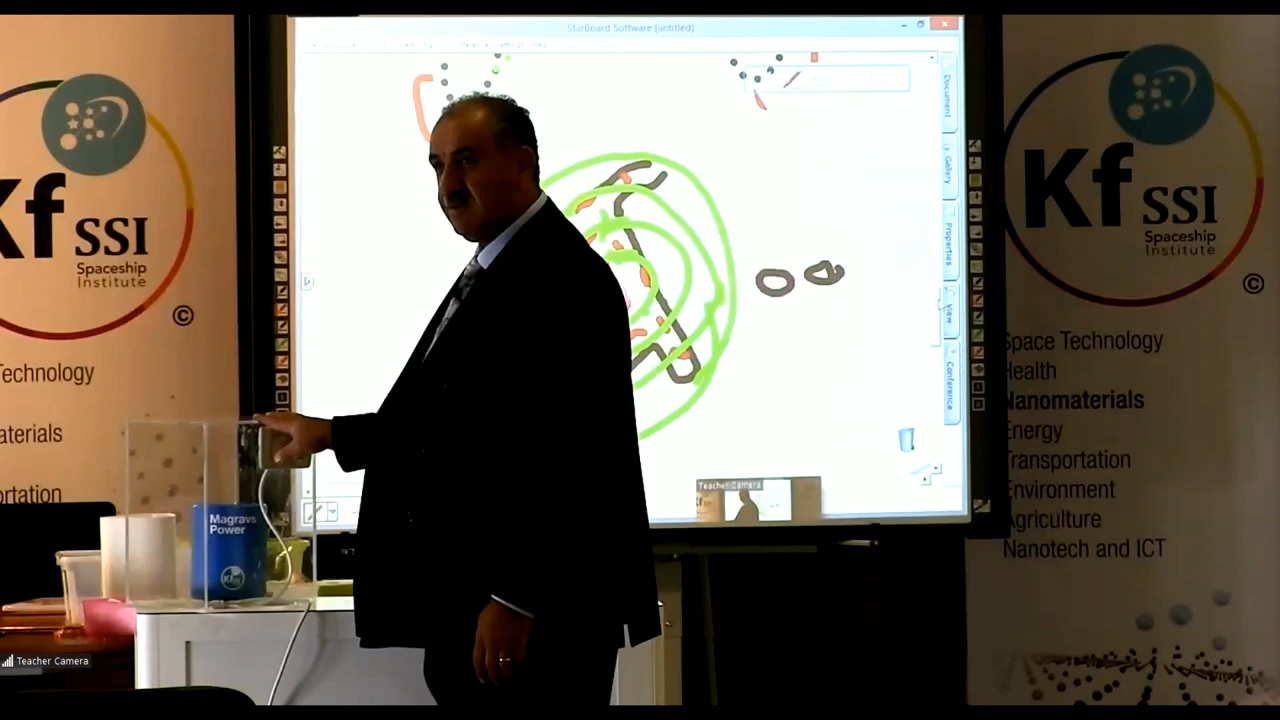 Kf SSI
Spaceship
Institute
©
Technology
aterials
ortation
Magravs
Power
Kf
Teacher Camera
StarBoard Software [untitled]
Document
Gallery
Properties
View
Conference
Teacher Camera
Kf SSI
Spaceship
Institute
©
Space Technology
Health
Nanomaterials
Energy
Transportation
Environment
Agriculture
Nanotech and ICT